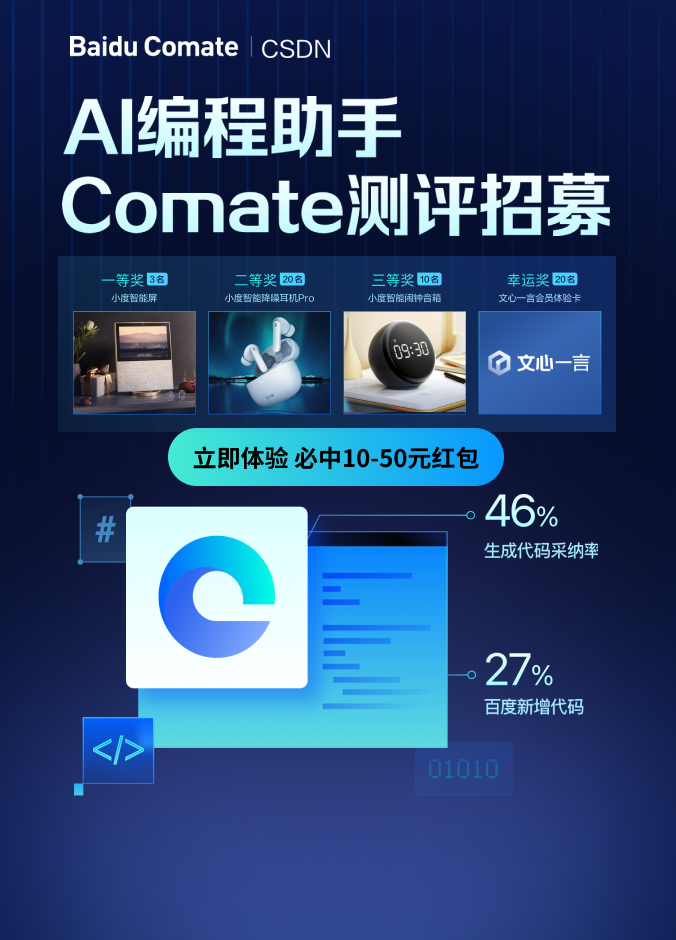 Baidu Comate | CSDN
AI编程助手
Comate测评招募
一等奖 3名
小度智能屏
二等奖 20名
小度智能降噪耳机Pro
三等奖 10名
小度智能闹钟音箱
09:30
幸运奖 20名
文心一言会员体验卡
文心一言
立即体验 必中10-50元红包
#
46%
生成代码采纳率
27%
百度新增代码
</>
01010